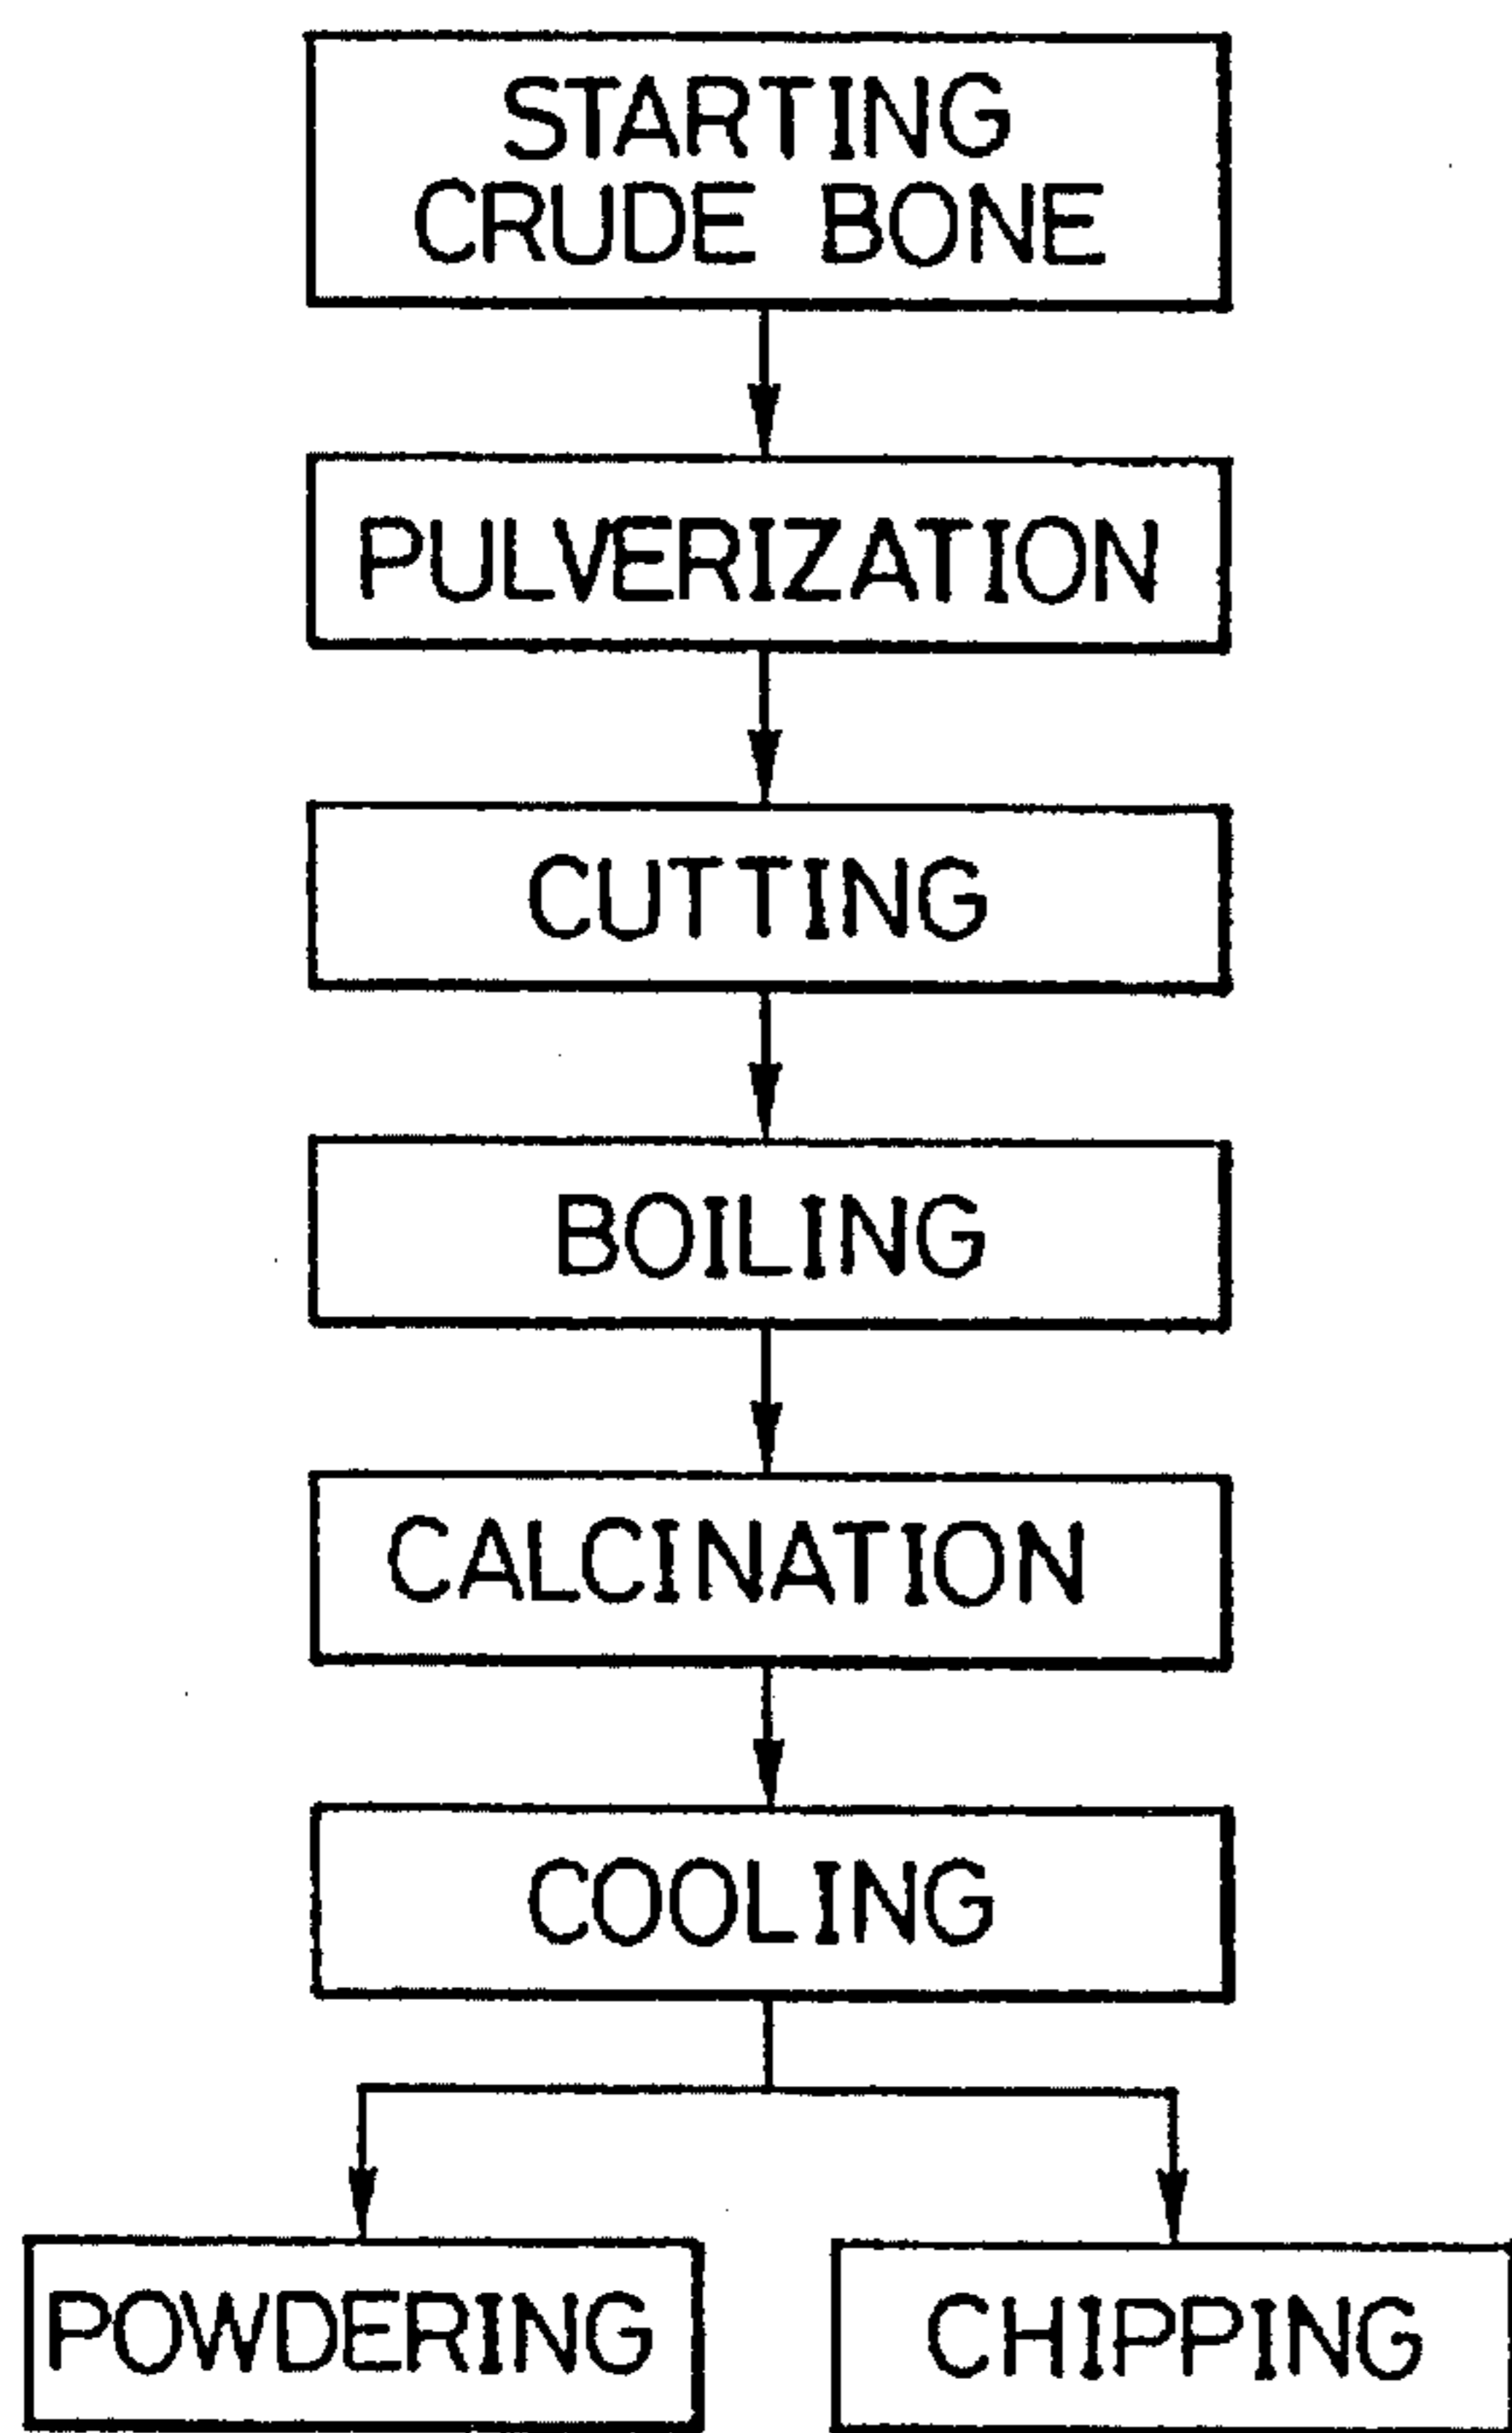 STARTING
CRUDE BONE
PULVERIZATION
CUTTING
BOILING
CALCINATION
COOLING
POWDERING
CHIPPING